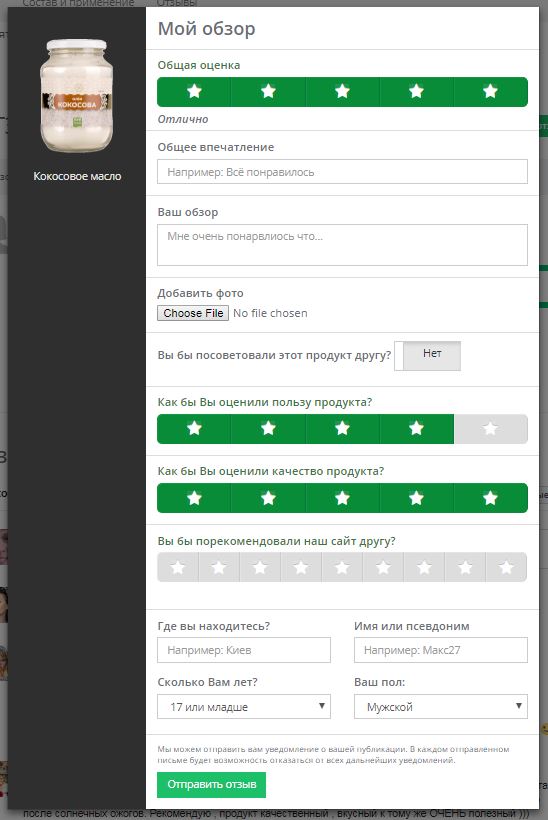 Состав и применение Отзывы
Мой обзор
Общая оценка
Отлично
КОКОСОВА
Кокосовое масло
Общее впечатление
Например: Всё понравилось
Ваш обзор
Мне очень понарвлиось что...
Добавить фото
Choose File No file chosen
Вы бы посоветовали этот продукт другу? Нет
Как бы Вы оценили пользу продукта?
Как бы Вы оценили качество продукта?
Вы бы порекомендовали наш сайт другу?
Где вы находитесь? Имя или псевдоним
Например: Киев Например: Макс27
Сколько Вам лет? Ваш пол:
17 или младше Мужской
Мы можем отправить вам уведомление о вашей публикации. В каждом отправленном
письме будет возможность отказаться от всех дальнейших уведомлений.
Отправить отзыв
после солнечных ожогов. Рекомендую , продукт качественный , вкусный к тому же ОЧЕНЬ полезный )))